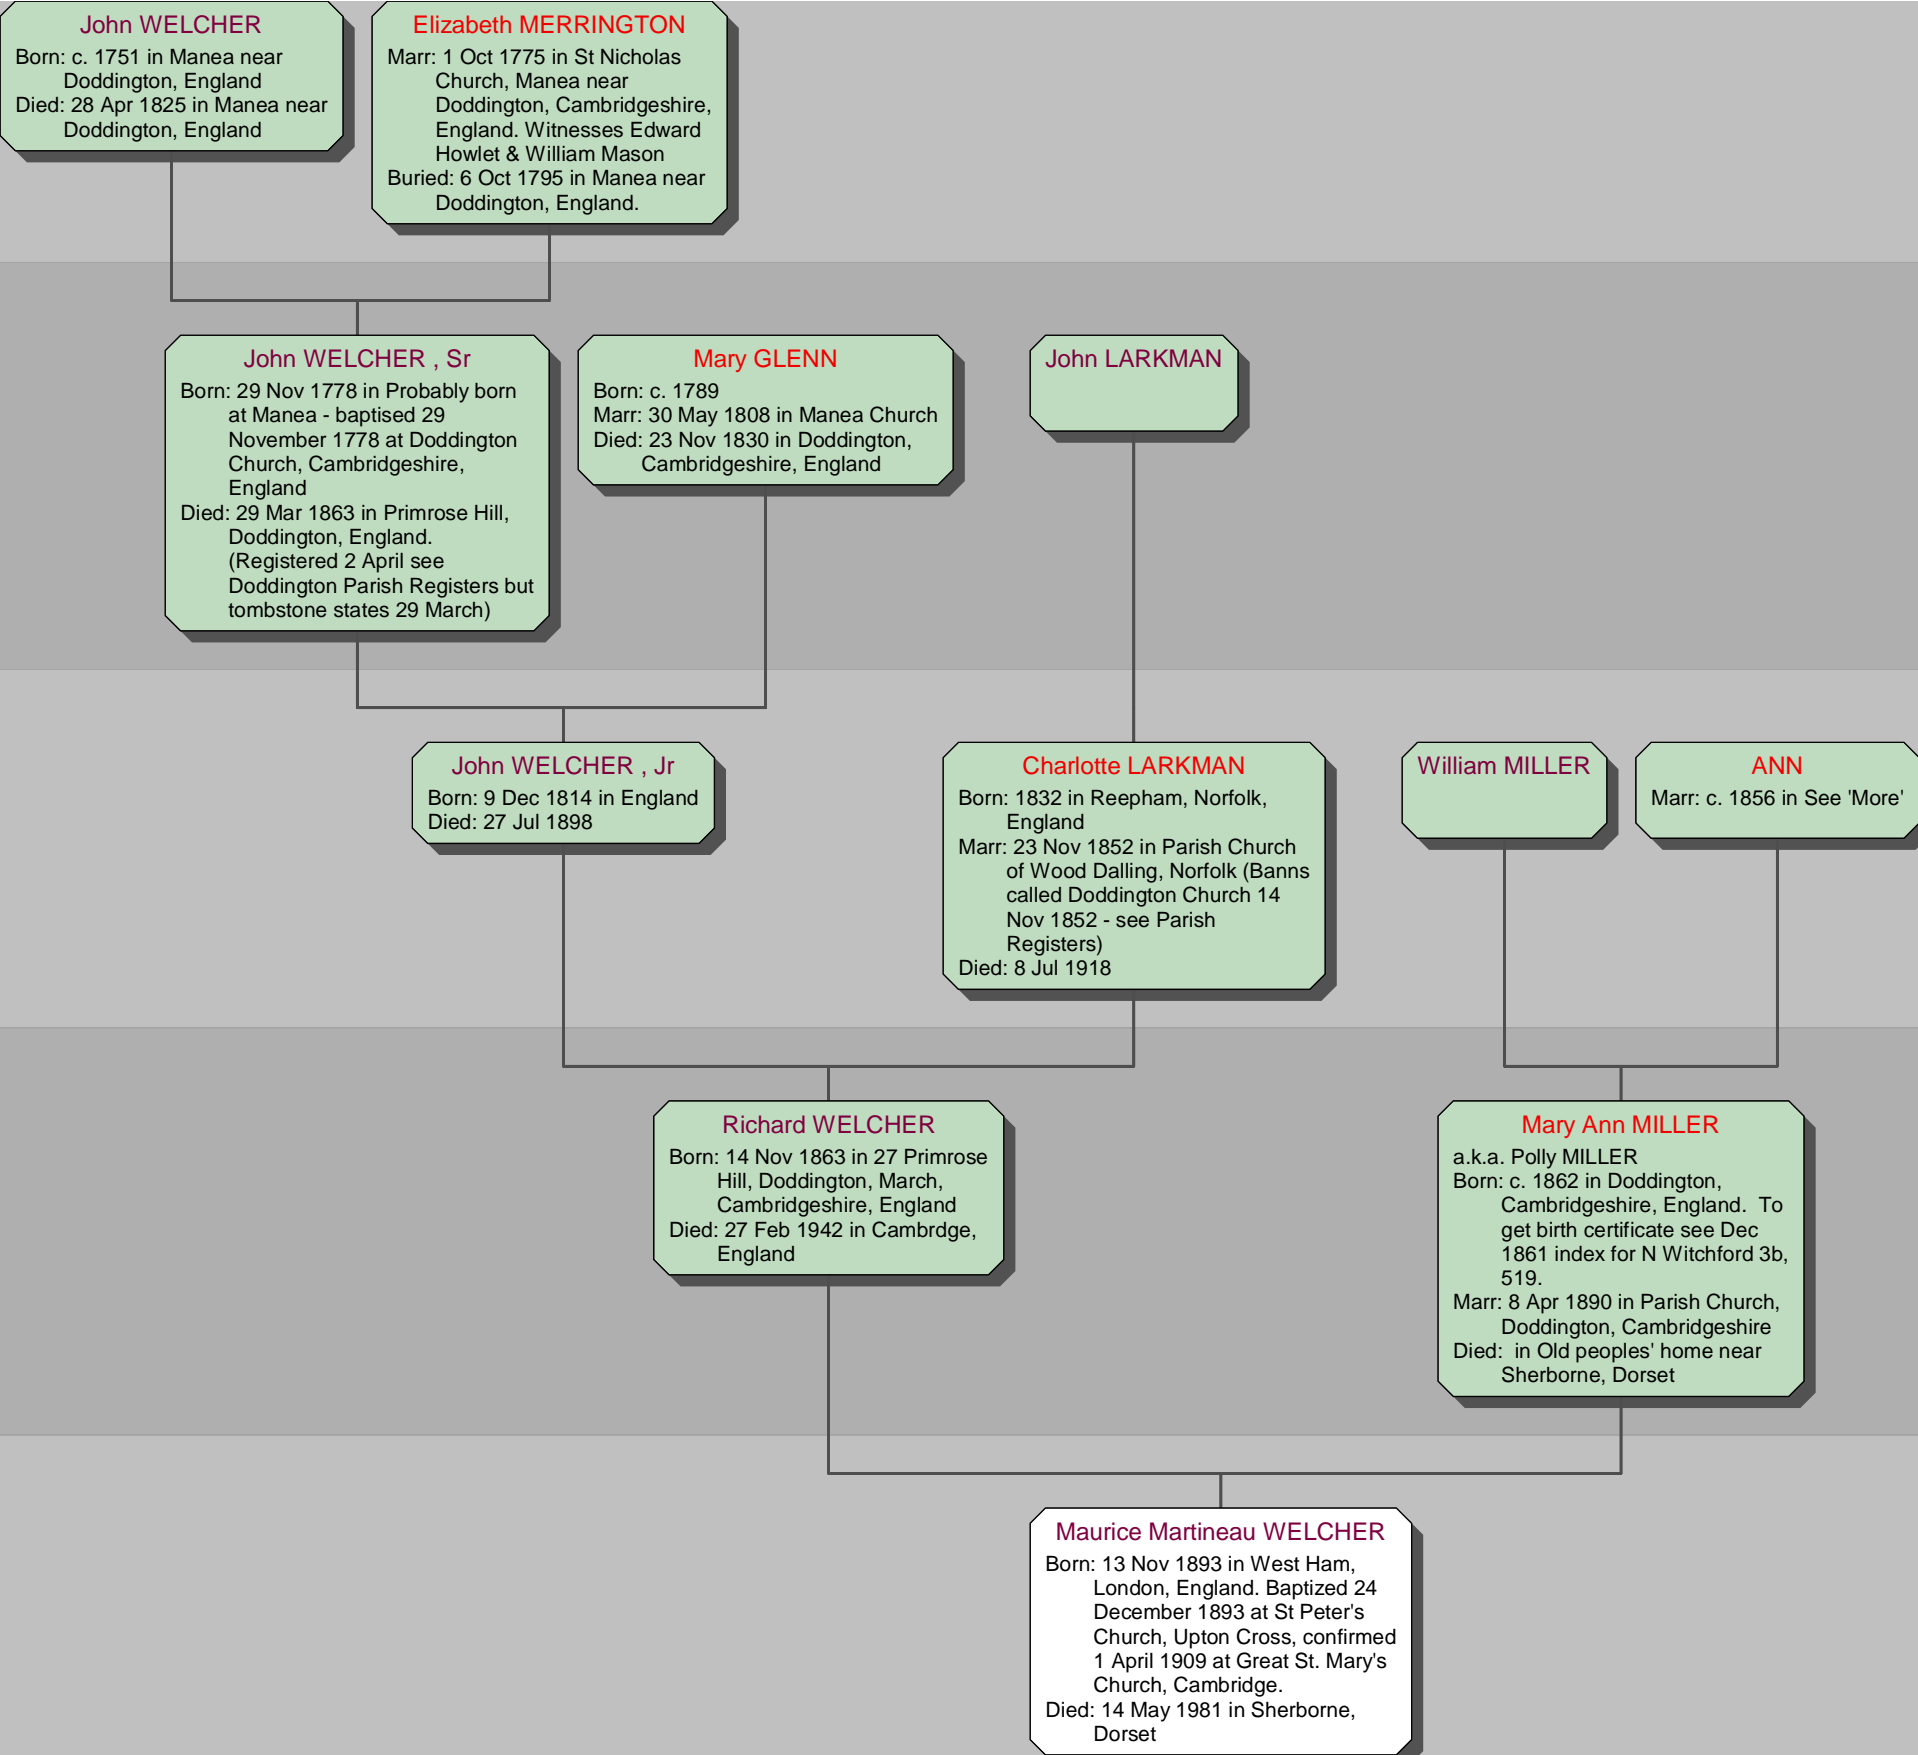 John WELCHER
Born: c. 1751 in Manea near
Doddington, England
Died: 28 Apr 1825 in Manea near
Doddington, England
Elizabeth MERRINGTON
Marr: 1 Oct 1775 in St Nicholas
Church, Manea near
Doddington, Cambridgeshire,
England. Witnesses Edward
Howlet & William Mason
Buried: 6 Oct 1795 in Manea near
Doddington, England.
John WELCHER , Sr
Born: 29 Nov 1778 in Probably born
at Manea - baptised 29
November 1778 at Doddington
Church, Cambridgeshire,
England
Died: 29 Mar 1863 in Primrose Hill,
Doddington, England.
(Registered 2 April see
Doddington Parish Registers but
tombstone states 29 March)
Mary GLENN
Born: c. 1789
Marr: 30 May 1808 in Manea Church
Died: 23 Nov 1830 in Doddington,
Cambridgeshire, England
John LARKMAN
John WELCHER , Jr
Born: 9 Dec 1814 in England
Died: 27 Jul 1898
Charlotte LARKMAN
Born: 1832 in Reepham, Norfolk,
England
Marr: 23 Nov 1852 in Parish Church
of Wood Dalling, Norfolk (Banns
called Doddington Church 14
Nov 1852 - see Parish
Registers)
Died: 8 Jul 1918
William MILLER
ANN
Marr: c. 1856 in See 'More'
Richard WELCHER
Born: 14 Nov 1863 in 27 Primrose
Hill, Doddington, March,
Cambridgeshire, England
Died: 27 Feb 1942 in Cambrdge,
England
Mary Ann MILLER
a.k.a. Polly MILLER
Born: c. 1862 in Doddington,
Cambridgeshire, England.  To
get birth certificate see Dec
1861 index for N Witchford 3b,
519.
Marr: 8 Apr 1890 in Parish Church,
Doddington, Cambridgeshire
Died:  in Old peoples' home near
Sherborne, Dorset
Maurice Martineau WELCHER
Born: 13 Nov 1893 in West Ham,
London, England. Baptized 24
December 1893 at St Peter's
Church, Upton Cross, confirmed
1 April 1909 at Great St. Mary's
Church, Cambridge.
Died: 14 May 1981 in Sherborne,
Dorset